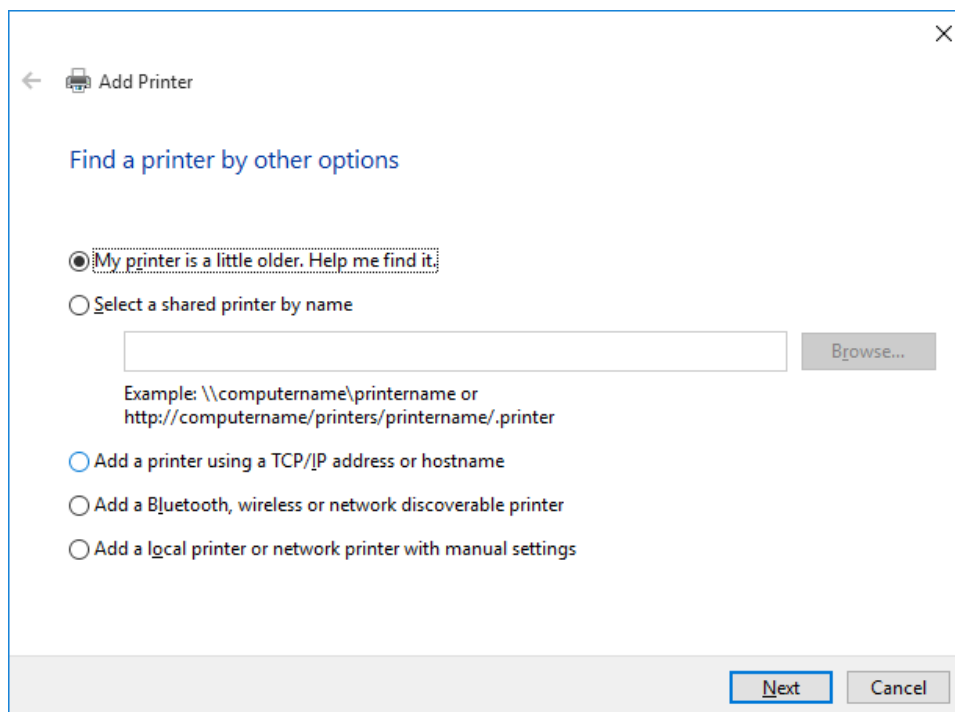 Add Printer
Find a printer by other options
My printer is a little older. Help me find it.
Select a shared printer by name
Browse...
Example: \\computername\printername or
http://computername/printers/printername/.printer
Add a printer using a TCP/IP address or hostname
Add a Bluetooth, wireless or network discoverable printer
Add a local printer or network printer with manual settings
Next
Cancel